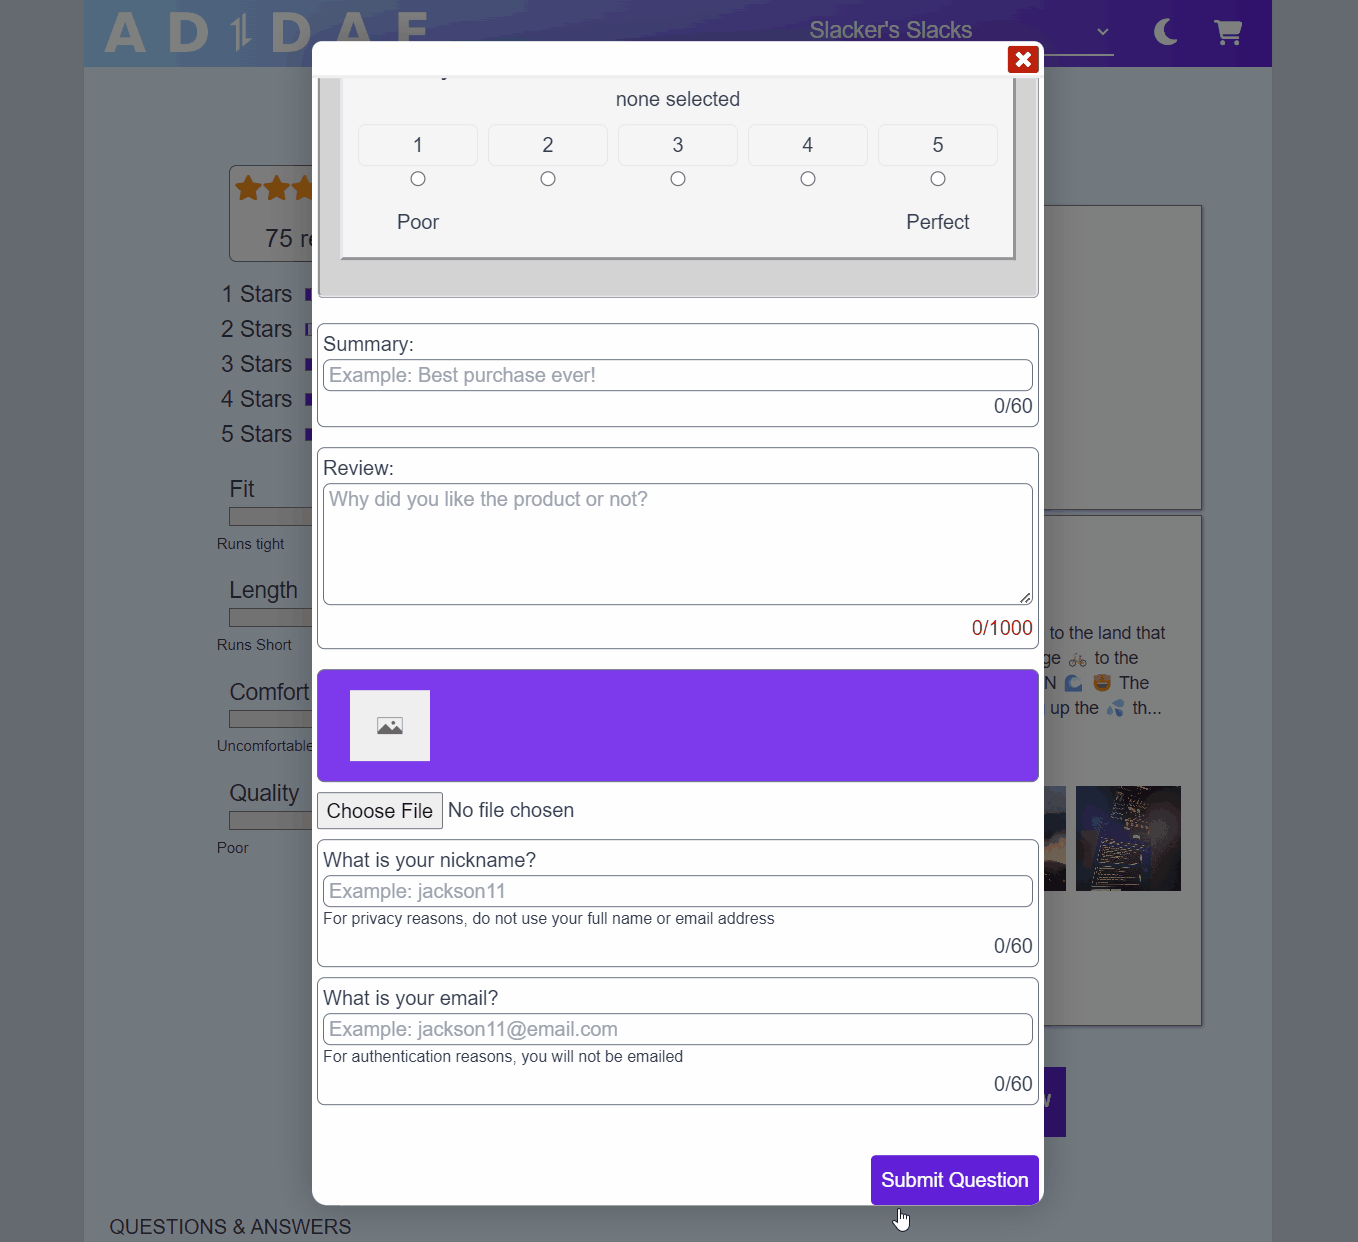 Slacker's Slacks
none selected
1 2 3 4 5
Poor Perfect
75
1 Stars
2 Stars
3 Stars
4 Stars
5 Stars
Fit
Runs tight
Length
Runs Short
Comfort
Uncomfortable
Quality
Poor
Summary:
Example: Best purchase ever!
0/60
Review:
Why did you like the product or not?
0/1000
Choose File No file chosen
What is your nickname?
Example: jackson11
For privacy reasons, do not use your full name or email address
0/60
What is your email?
Example: jackson11@email.com
For authentication reasons, you will not be emailed
0/60
Submit Question
to the land that
to the
The
up the 💦 th...
QUESTIONS & ANSWERS